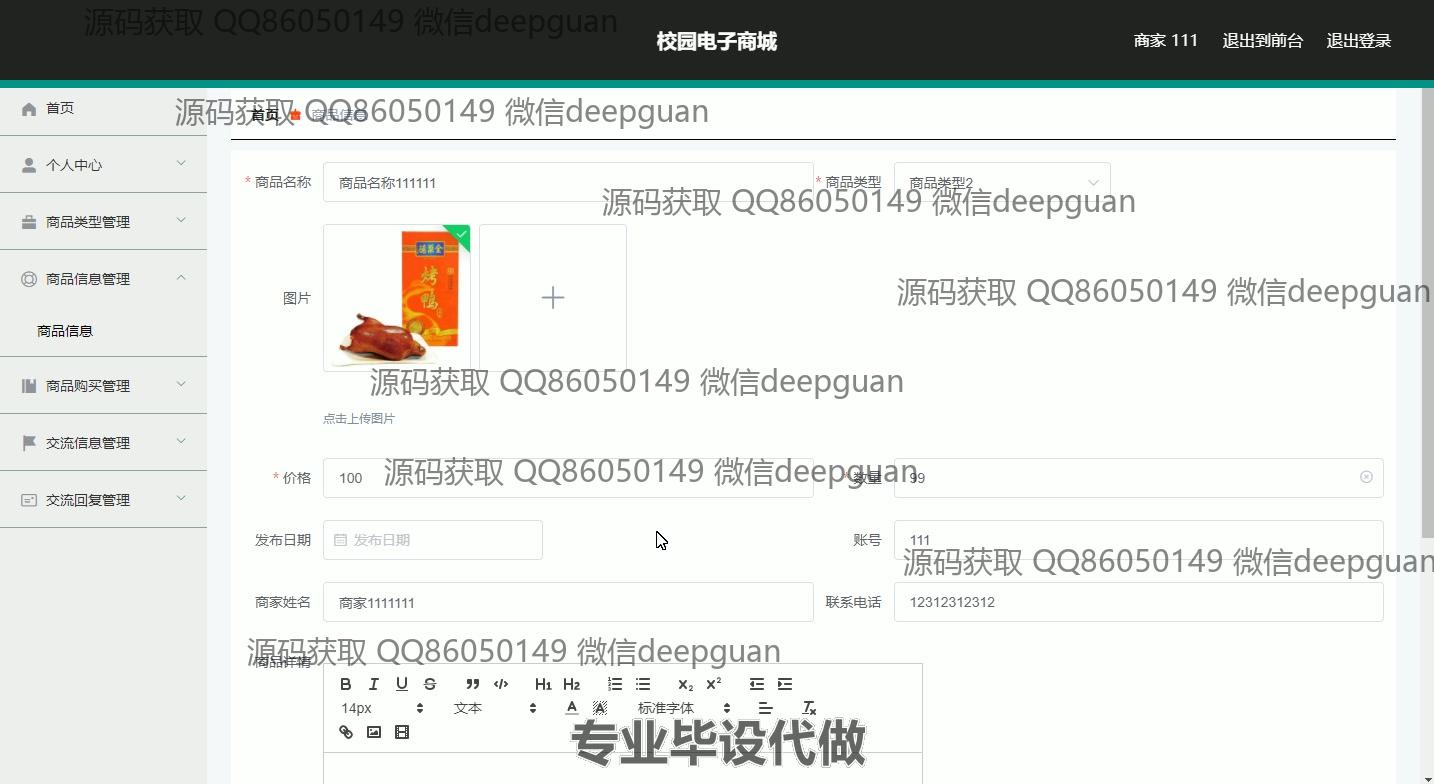 源码获取 QQ86050149 微信deepguan
校园电子商城
商家 111 退出到前台 退出登录
首页
源码获取 QQ86050149 微信deepguan
首页 商品信息
个人中心
* 商品名称 商品名称111111 * 商品类型 商品类型2
源码获取 QQ86050149 微信deepguan
商品类型管理
全聚德
烤鸭
商品信息管理
图片
源码获取 QQ86050149 微信deepguan
商品信息
商品购买管理
源码获取 QQ86050149 微信deepguan
点击上传图片
交流信息管理
* 价格 100 * 数量 99
源码获取 QQ86050149 微信deepguan
交流回复管理
发布日期 发布日期 账号 111
源码获取 QQ86050149 微信deepguan
商家姓名 商家1111111 联系电话 12312312312
源码获取 QQ86050149 微信deepguan
商品详情
B I U S H1 H2 X2 X2
14px 文本 A A 标准字体 Tx
专业毕设代做